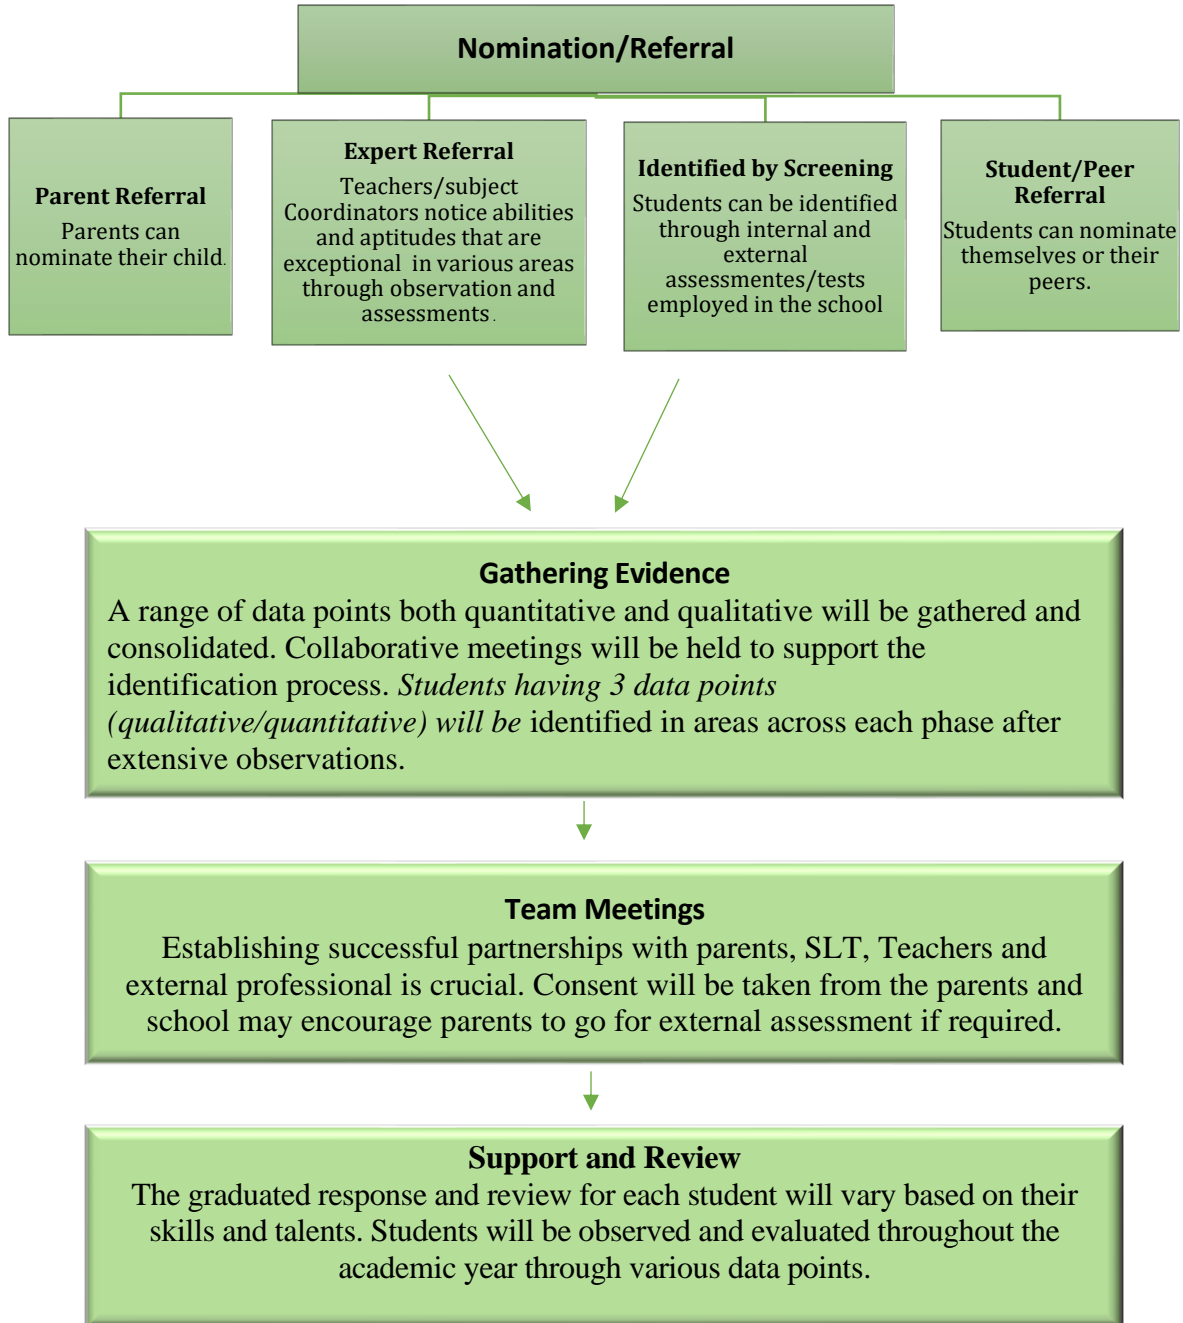 Nomination/Referral
Parent Referral
Parents can
nominate their child.
Expert Referral
Teachers/subject
Coordinators notice abilities
and aptitudes that are
exceptional in various areas
through observation and
assessments .
Identified by Screening
Students can be identified
through internal and
external
assessmentes/tests
employed in the school
Student/Peer
Referral
Students can nominate
themselves or their
peers.
Gathering Evidence
A range of data points both quantitative and qualitative will be gathered and
consolidated. Collaborative meetings will be held to support the
identification process. Students having 3 data points
(qualitative/quantitative) will be identified in areas across each phase after
extensive observations.
Team Meetings
Establishing successful partnerships with parents, SLT, Teachers and
external professional is crucial. Consent will be taken from the parents and
school may encourage parents to go for external assessment if required.
Support and Review
The graduated response and review for each student will vary based on their
skills and talents. Students will be observed and evaluated throughout the
academic year through various data points.